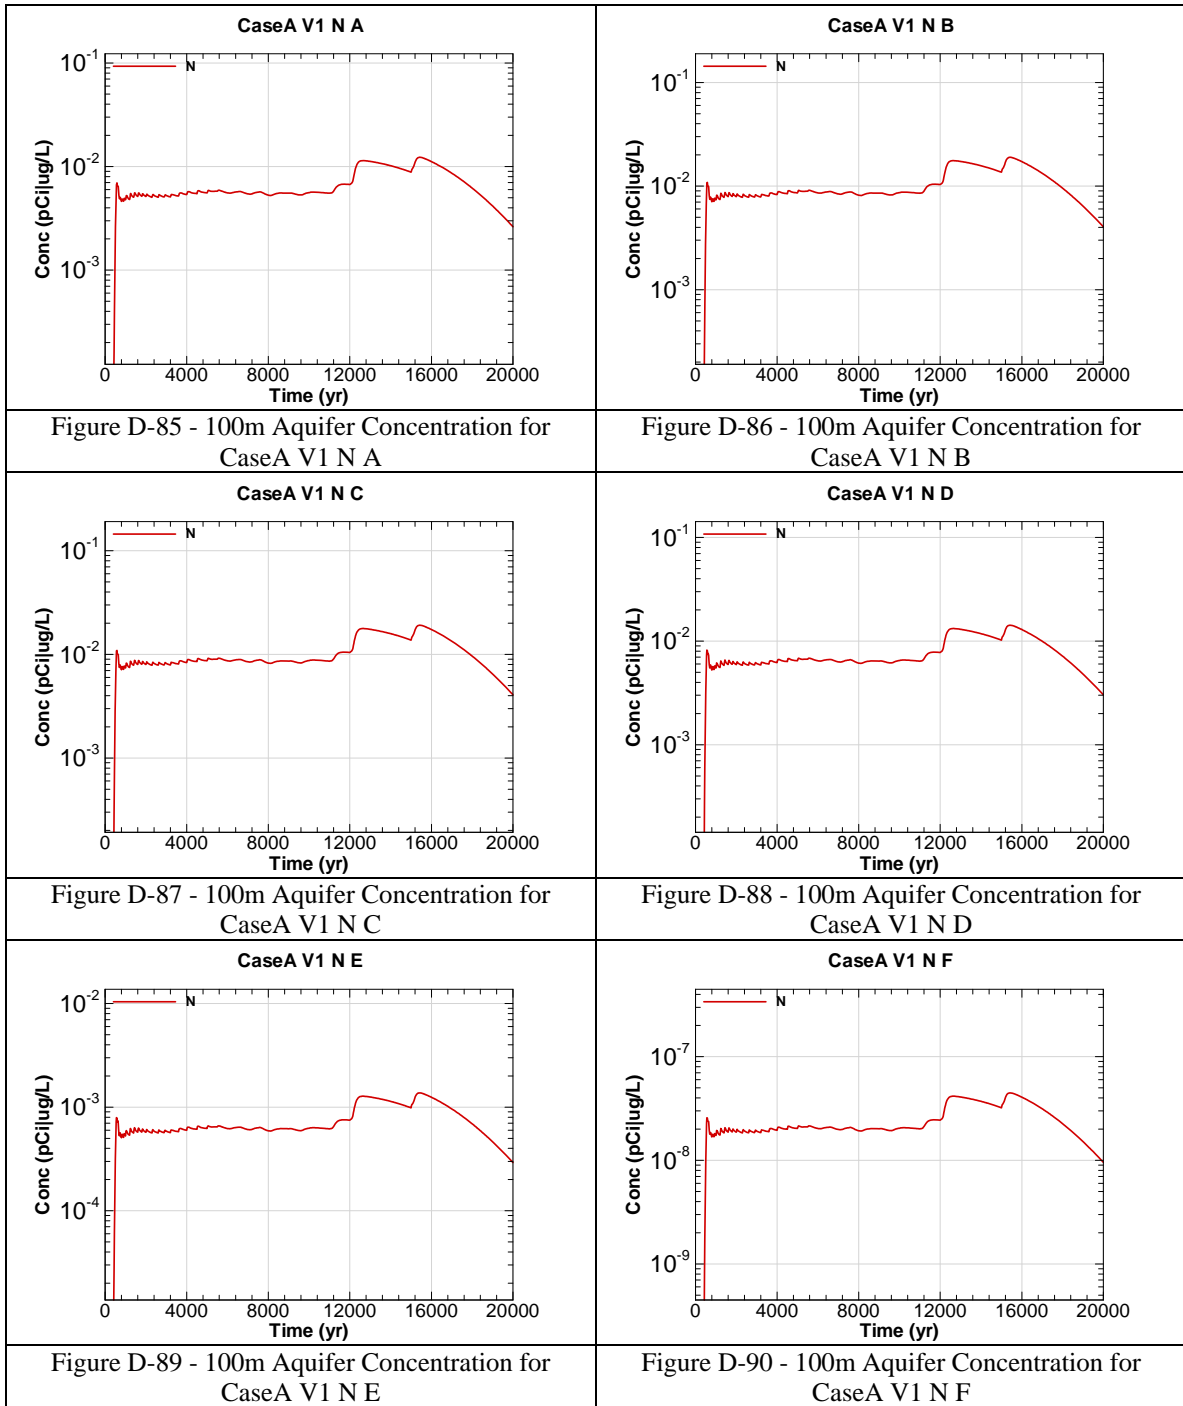 CaseA V1 N A
N
10-1
10-2
10-3
Conc (pCi|ug/L)
0 4000 8000 12000 16000 20000
Time (yr)
Figure D-85 - 100m Aquifer Concentration for
CaseA V1 N A
CaseA V1 N B
N
10-1
10-2
10-3
Conc (pCi|ug/L)
0 4000 8000 12000 16000 20000
Time (yr)
Figure D-86 - 100m Aquifer Concentration for
CaseA V1 N B
CaseA V1 N C
N
10-1
10-2
10-3
Conc (pCi|ug/L)
0 4000 8000 12000 16000 20000
Time (yr)
Figure D-87 - 100m Aquifer Concentration for
CaseA V1 N C
CaseA V1 N D
N
10-1
10-2
10-3
Conc (pCi|ug/L)
0 4000 8000 12000 16000 20000
Time (yr)
Figure D-88 - 100m Aquifer Concentration for
CaseA V1 N D
CaseA V1 N E
N
10-2
10-3
10-4
Conc (pCi|ug/L)
0 4000 8000 12000 16000 20000
Time (yr)
Figure D-89 - 100m Aquifer Concentration for
CaseA V1 N E
CaseA V1 N F
N
10-7
10-8
10-9
Conc (pCi|ug/L)
0 4000 8000 12000 16000 20000
Time (yr)
Figure D-90 - 100m Aquifer Concentration for
CaseA V1 N F